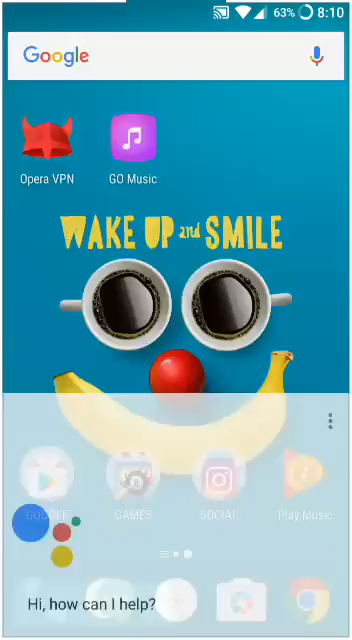 63% 8:10
Google
Opera VPN GO Music
WAKE UP and SMILE
GOOGLE GAMES SOCIAL Play Music
Hi, how can I help?